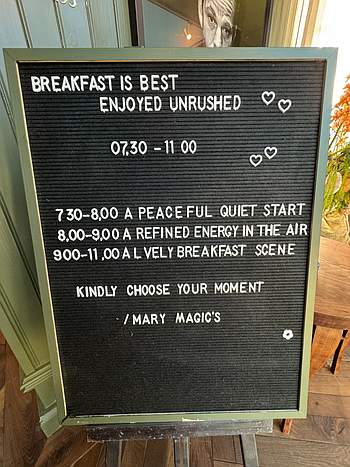 BREAKFAST IS BEST
ENJOYED UNRUSHED
07,30 - 11 00
7 30-8,00 A PEACEFUL QUIET START
8,00-9,00 A REFINED ENERGY IN THE AIR
9 00-11,00 A L VELY BREAKFAST SCENE
KINDLY CHOOSE YOUR MOMENT
/ MARY MAGIC'S